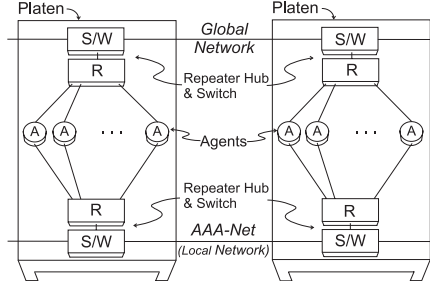 Platen
Platen
Global
Network
S/W
S/W
R
R
Repeater Hub
& Switch
A
A
...
A
Agents
A
A
...
A
Repeater Hub
& Switch
R
R
AAA-Net
(Local Network)
S/W
S/W